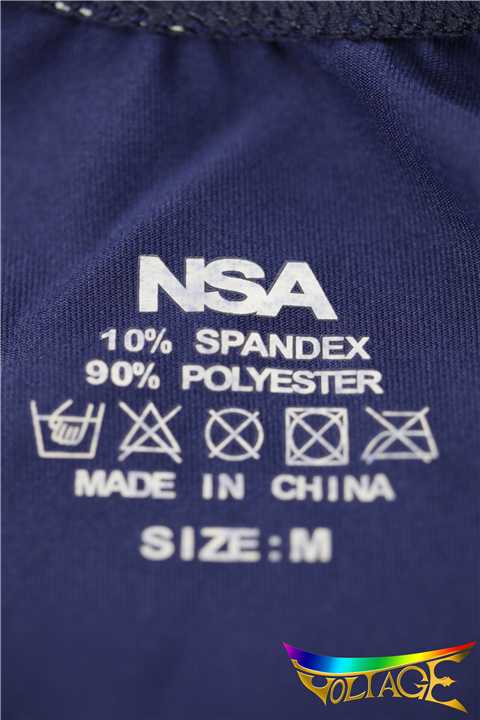 NSA
10% SPANDEX
90% POLYESTER
MADE IN CHINA
SIZE:M
VOLTAGE